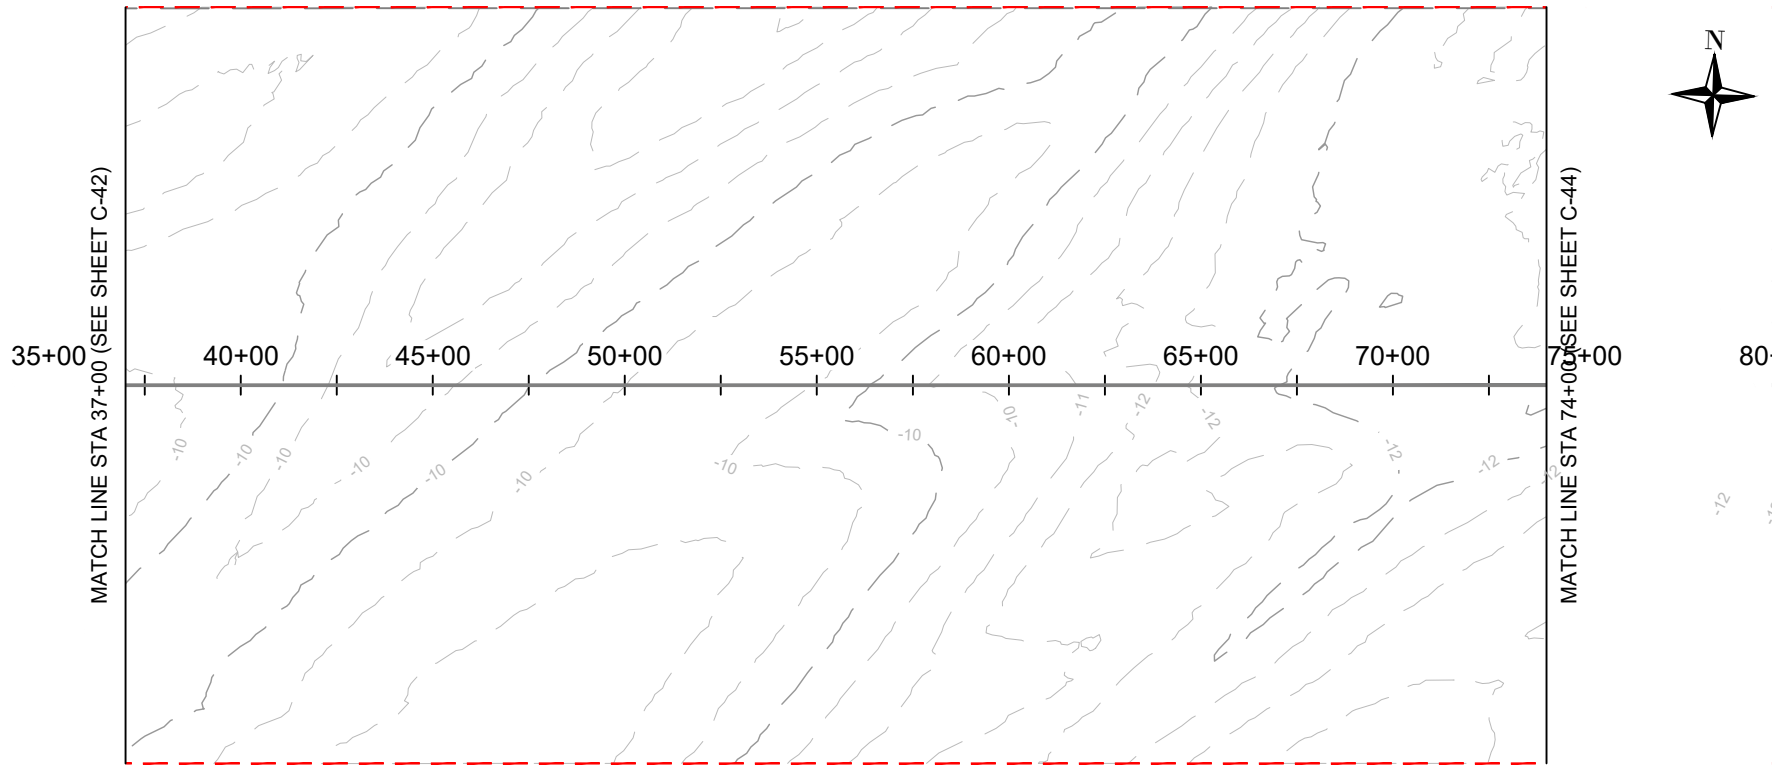 N
MATCH LINE STA 37+00 (SEE SHEET C-42)
MATCH LINE STA 74+00 (SEE SHEET C-44)
35+00 40+00 45+00 50+00 55+00 60+00 65+00 70+00 75+00 80-
-10 -11 -12 -12
-10 -10 -10 -10 -10 -10 -10 -10 -12 -12 -12
-12